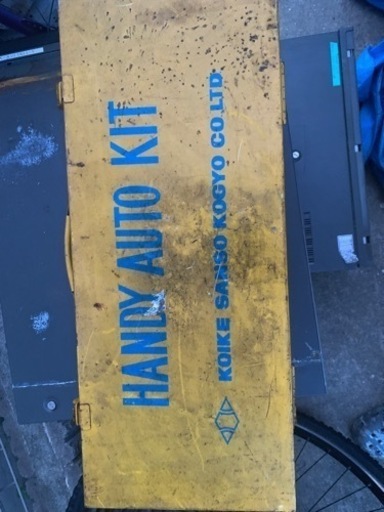 HANDY AUTO KIT
KOIKE SANSO KOGYO CO.LTD.